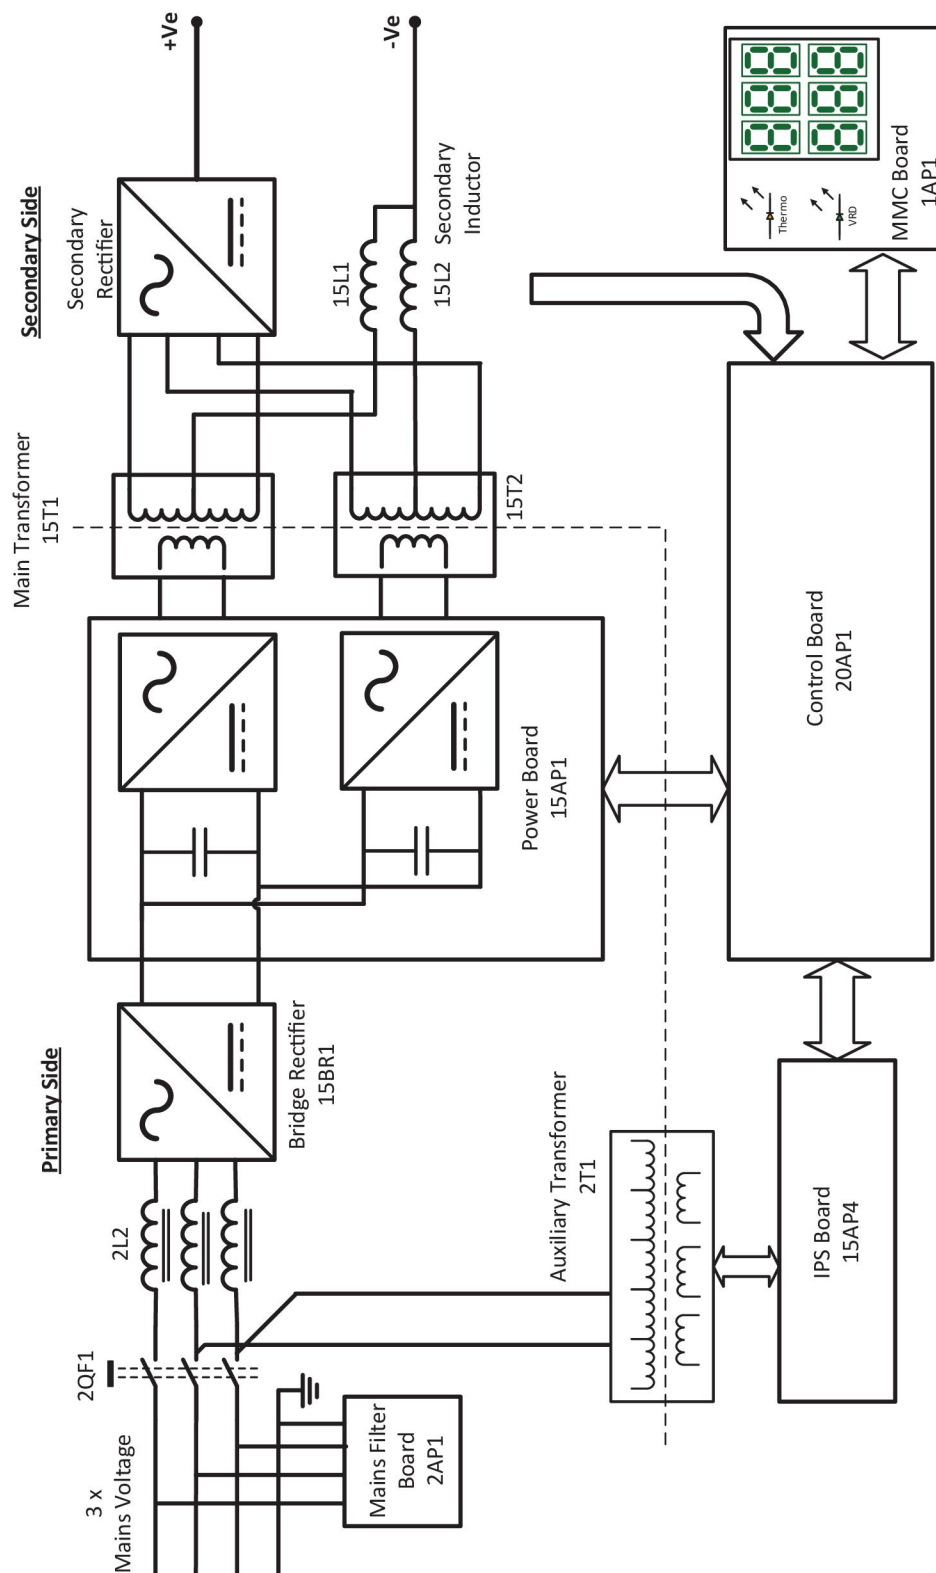 Primary Side
Secondary Side
3 x
Mains Voltage
2QF1
2L2
Bridge Rectifier
15BR1
Main Transformer
15T1
Secondary
Rectifier
+Ve
-Ve
15L1
15L2
Secondary
Inductor
15T2
Power Board
15AP1
Mains Filter
Board
2AP1
Auxiliary Transformer
2T1
IPS Board
15AP4
Control Board
20AP1
Thermo
VRD
MMC Board
1AP1